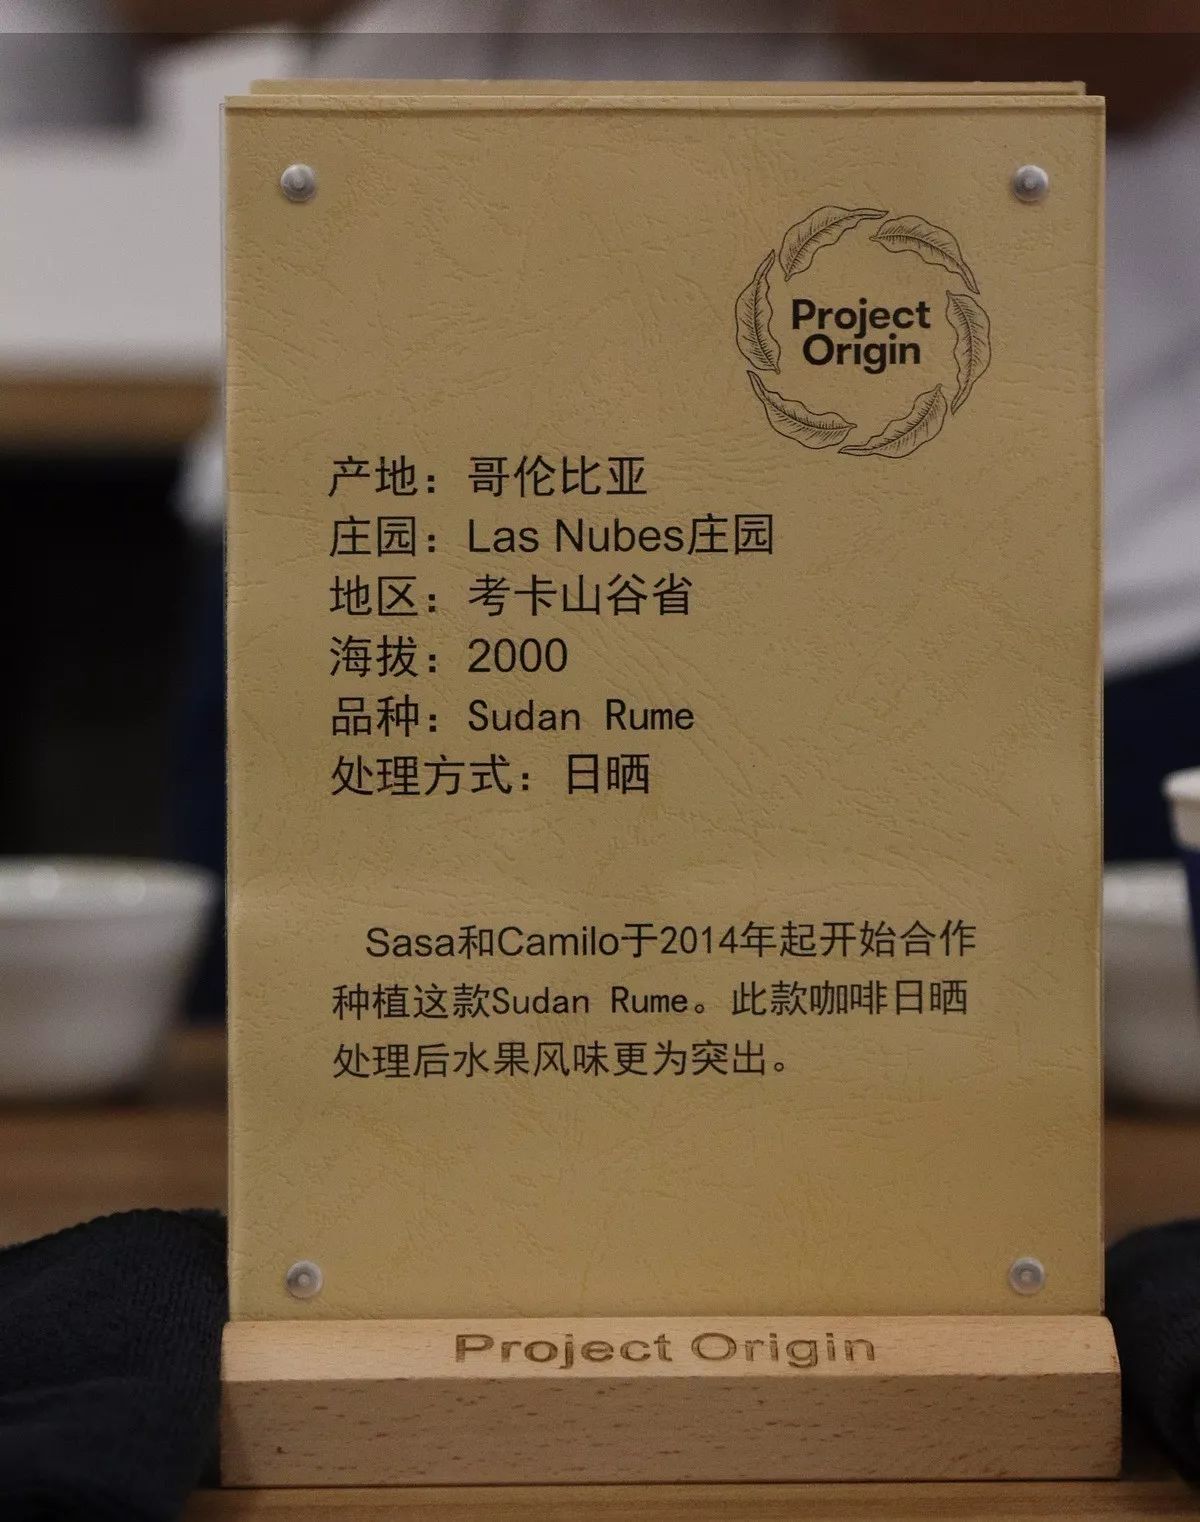 Project
Origin
产地：哥伦比亚
庄园：Las Nubes庄园
地区：考卡山谷省
海拔：2000
品种：Sudan Rume
处理方式：日晒
Sasa和Camilo于2014年起开始合作
种植这款Sudan Rume。此款咖啡日晒
处理后水果风味更为突出。
Project Origin